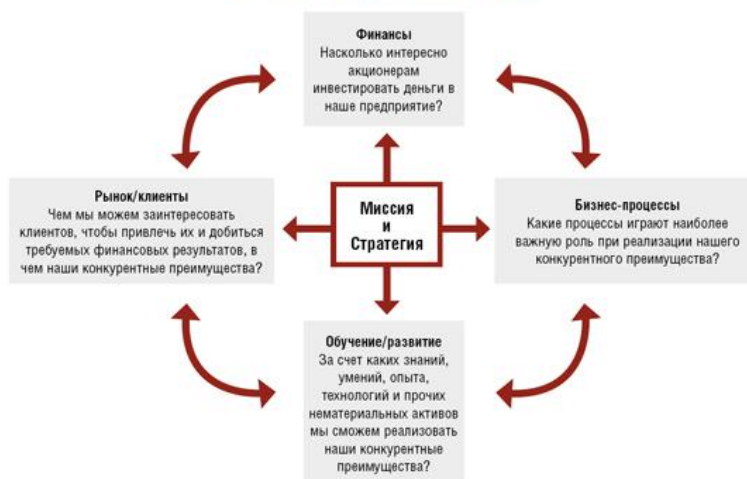 Финансы
Насколько интересно
акционерам
инвестировать деньги в
наше предприятие?
Рынок/клиенты
Чем мы можем заинтересовать
клиентов, чтобы привлечь их и добиться
требуемых финансовых результатов, в
чем наши конкурентные преимущества?
Миссия
и
Стратегия
Бизнес-процессы
Какие процессы играют наиболее
важную роль при реализации нашего
конкурентного преимущества?
Обучение/развитие
За счет каких знаний,
умений, опыта,
технологий и прочих
нематериальных активов
мы сможем реализовать
наши конкурентные
преимущества?